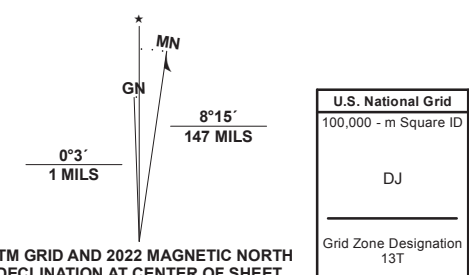 ★
MN
GN
8°15´
147 MILS
0°3´
1 MILS
TM GRID AND 2022 MAGNETIC NORTH
DECLINATION AT CENTER OF SHEET
U.S. National Grid
100,000 - m Square ID
DJ
Grid Zone Designation
13T